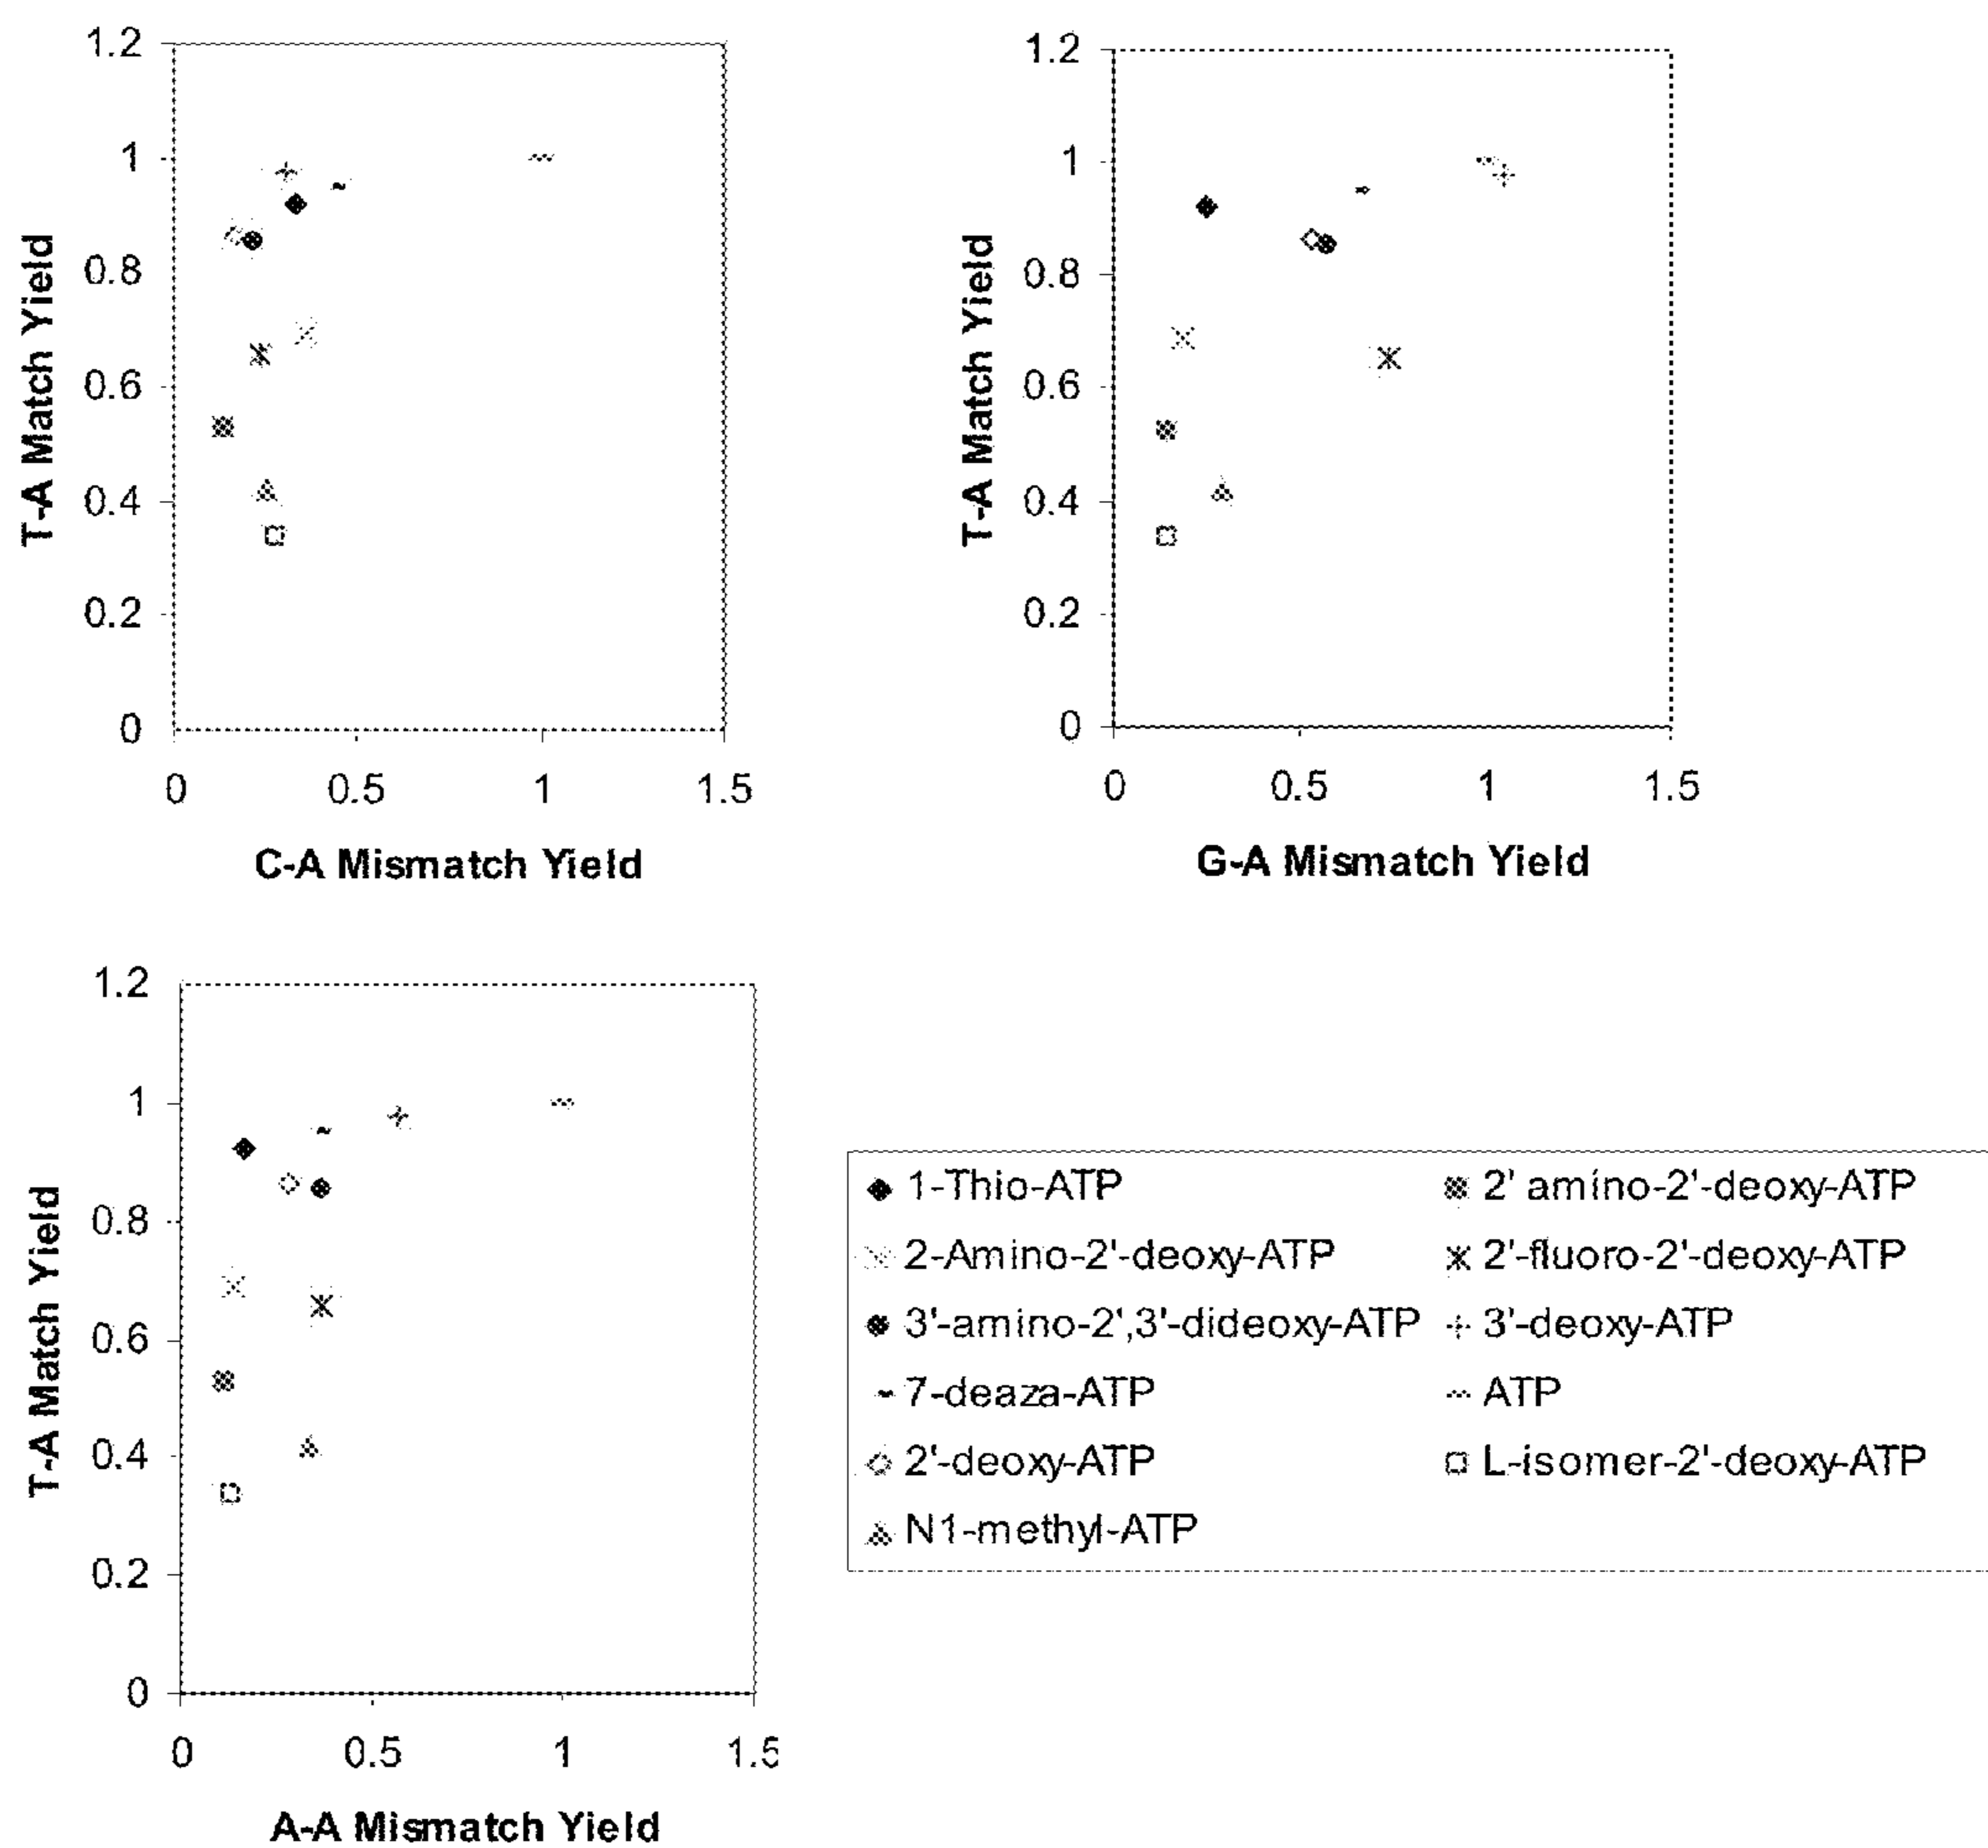 1.2
1
0.8
0.6
0.4
0.2
0
T-A Match Yield
0 0.5 1 1.5
C-A Mismatch Yield
1.2
1
0.8
0.6
0.4
0.2
0
T-A Match Yield
0 0.5 1 1.5
G-A Mismatch Yield
1.2
1
0.8
0.6
0.4
0.2
0
T-A Match Yield
0 0.5 1 1.5
A-A Mismatch Yield
1-Thio-ATP 2' amino-2'-deoxy-ATP
2-Amino-2'-deoxy-ATP 2'-fluoro-2'-deoxy-ATP
3'-amino-2',3'-dideoxy-ATP 3'-deoxy-ATP
7-deaza-ATP ATP
2'-deoxy-ATP L-isomer-2'-deoxy-ATP
N1-methyl-ATP